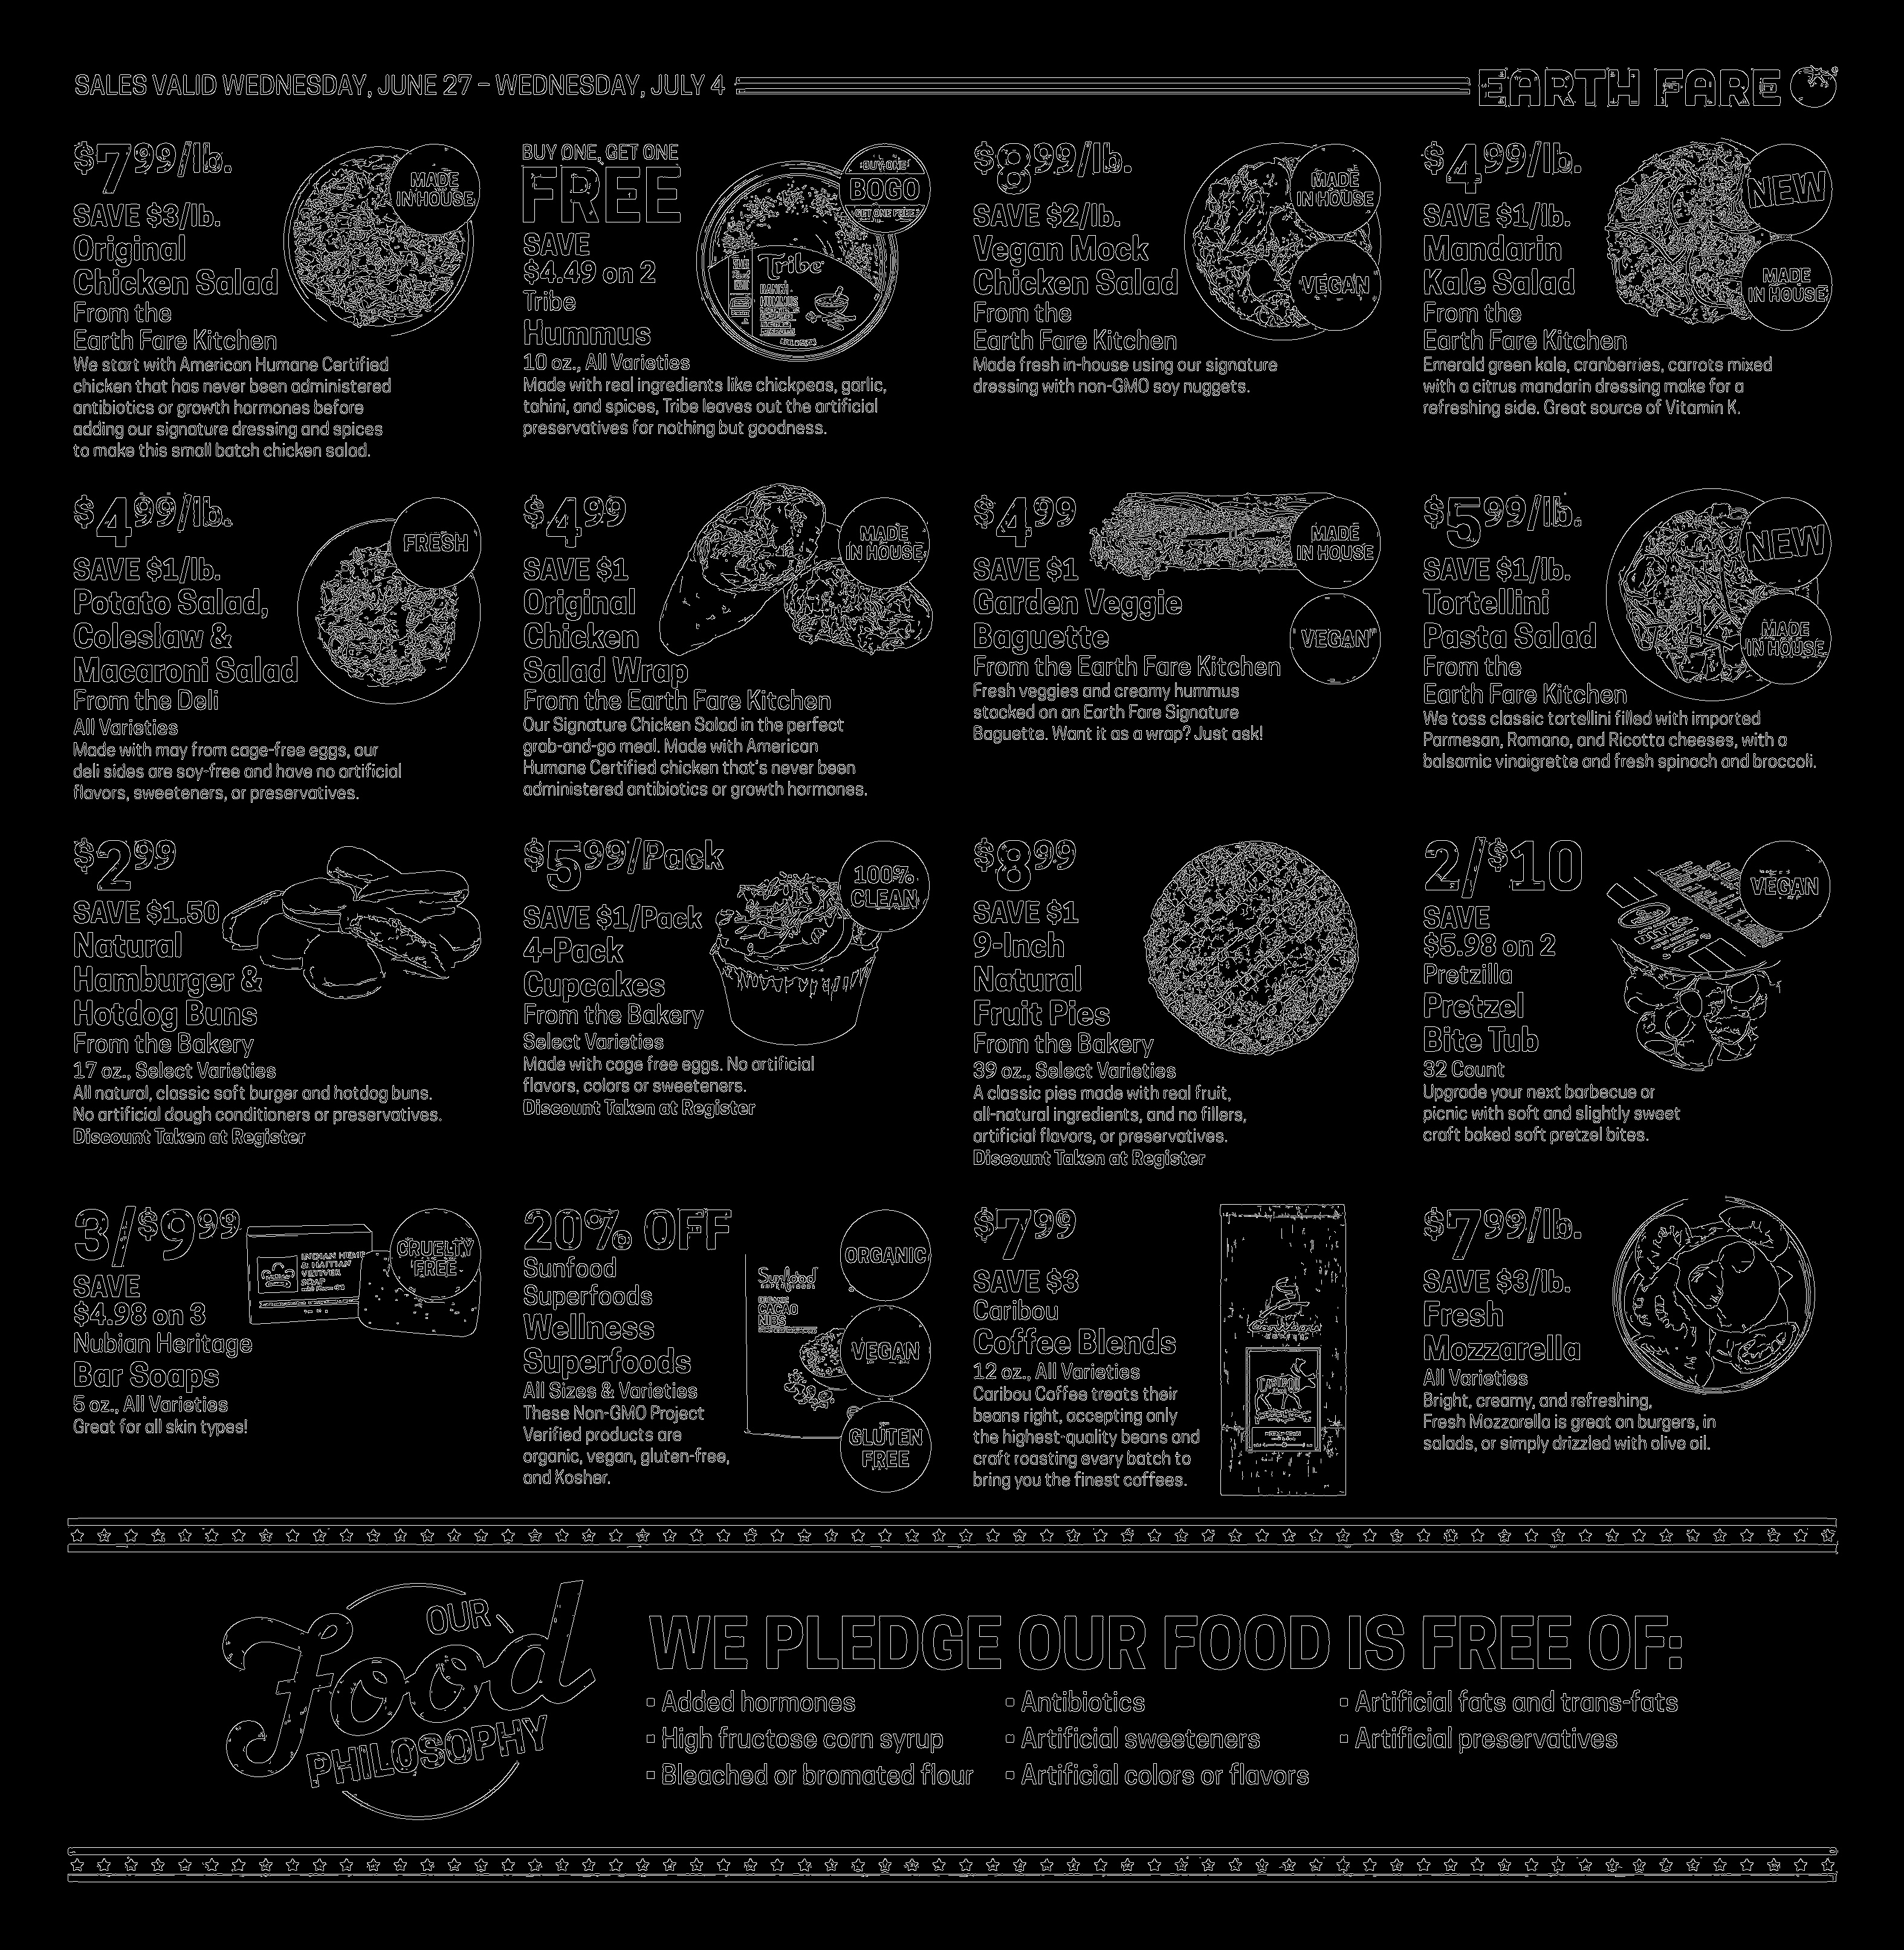 SALES VALID WEDNESDAY, JUNE 27 – WEDNESDAY, JULY 4
EARTH FARE
$7.99/lb.
SAVE $3/lb.
Original
Chicken Salad
From the
Earth Fare Kitchen
We start with American Humane Certified
chicken that has never been administered
antibiotics or growth hormones before
adding our signature dressing and spices
to make this small batch chicken salad.
MADE
IN HOUSE
BUY ONE, GET ONE
FREE
SAVE
$4.49 on 2
Tribe
Hummus
10 oz., All Varieties
Made with real ingredients like chickpeas, garlic,
tahini, and spices, Tribe leaves out the artificial
preservatives for nothing but goodness.
BUY ONE
BOGO
GET ONE FREE
Tribe
HUMMUS
$8.99/lb.
SAVE $2/lb.
Vegan Mock
Chicken Salad
From the
Earth Fare Kitchen
Made fresh in-house using our signature
dressing with non-GMO soy nuggets.
MADE
IN HOUSE
VEGAN
$4.99/lb.
SAVE $1/lb.
Mandarin
Kale Salad
From the
Earth Fare Kitchen
Emerald green kale, cranberries, carrots mixed
with a citrus mandarin dressing make for a
refreshing side. Great source of Vitamin K.
NEW
MADE
IN HOUSE
$4.99/lb.
SAVE $1/lb.
Potato Salad,
Coleslaw &
Macaroni Salad
From the Deli
All Varieties
Made with may from cage-free eggs, our
deli sides are soy-free and have no artificial
flavors, sweeteners, or preservatives.
FRESH
$4.99
SAVE $1
Original
Chicken
Salad Wrap
From the Earth Fare Kitchen
Our Signature Chicken Salad in the perfect
grab-and-go meal. Made with American
Humane Certified chicken that's never been
administered antibiotics or growth hormones.
MADE
IN HOUSE
$4.99
SAVE $1
Garden Veggie
Baguette
From the Earth Fare Kitchen
Fresh veggies and creamy hummus
stacked on an Earth Fare Signature
Baguette. Want it as a wrap? Just ask!
MADE
IN HOUSE
VEGAN
$5.99/lb.
SAVE $1/lb.
Tortellini
Pasta Salad
From the
Earth Fare Kitchen
We toss classic tortellini filled with imported
Parmesan, Romano, and Ricotta cheeses, with a
balsamic vinaigrette and fresh spinach and broccoli.
NEW
MADE
IN HOUSE
$2.99
SAVE $1.50
Natural
Hamburger &
Hotdog Buns
From the Bakery
17 oz., Select Varieties
All natural, classic soft burger and hotdog buns.
No artificial dough conditioners or preservatives.
Discount Taken at Register
$5.99/Pack
SAVE $1/Pack
4-Pack
Cupcakes
From the Bakery
Select Varieties
Made with cage free eggs. No artificial
flavors, colors or sweeteners.
Discount Taken at Register
100%
CLEAN
$8.99
SAVE $1
9-Inch
Natural
Fruit Pies
From the Bakery
39 oz., Select Varieties
A classic pies made with real fruit,
all-natural ingredients, and no fillers,
artificial flavors, or preservatives.
Discount Taken at Register
2/$10
SAVE
$5.98 on 2
Pretzilla
Pretzel
Bite Tub
32 Count
Upgrade your next barbecue or
picnic with soft and slightly sweet
craft baked soft pretzel bites.
VEGAN
3/$9.99
SAVE
$4.98 on 3
Nubian Heritage
Bar Soaps
5 oz., All Varieties
Great for all skin types!
INDIAN HEMP
& HAITIAN
VETIVER
SOAP
CRUELTY
FREE
20% OFF
Sunfood
Superfoods
Wellness
Superfoods
All Sizes & Varieties
These Non-GMO Project
Verified products are
organic, vegan, gluten-free,
and Kosher.
Sunfood
SUPERFOODS
ORGANIC
CACAO
NIBS
ORGANIC
VEGAN
GLUTEN
FREE
$7.99
SAVE $3
Caribou
Coffee Blends
12 oz., All Varieties
Caribou Coffee treats their
beans right, accepting only
the highest-quality beans and
craft roasting every batch to
bring you the finest coffees.
Caribou
COFFEE
CARIBOU
$7.99/lb.
SAVE $3/lb.
Fresh
Mozzarella
All Varieties
Bright, creamy, and refreshing,
Fresh Mozzarella is great on burgers, in
salads, or simply drizzled with olive oil.
OUR
Food
PHILOSOPHY
WE PLEDGE OUR FOOD IS FREE OF:
• Added hormones
• High fructose corn syrup
• Bleached or bromated flour
• Antibiotics
• Artificial sweeteners
• Artificial colors or flavors
• Artificial fats and trans-fats
• Artificial preservatives